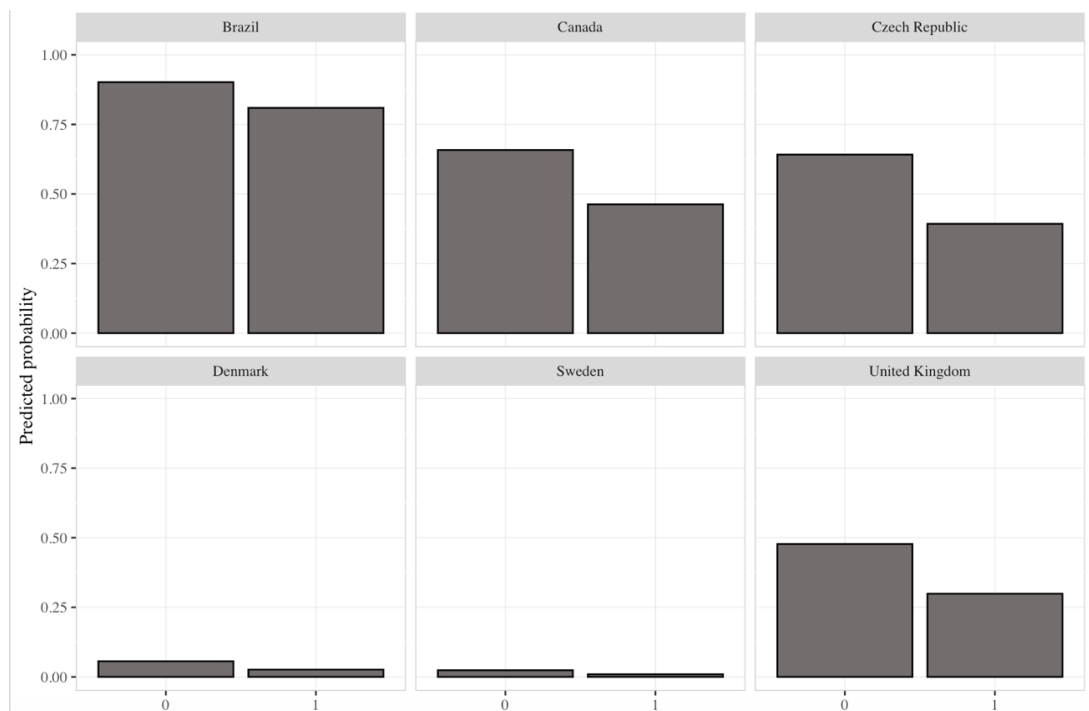 Brazil Canada Czech Republic
1.00
0.75
0.50
0.25
0.00
Predicted probability
Denmark Sweden United Kingdom
1.00
0.75
0.50
0.25
0.00
0 1 0 1 0 1